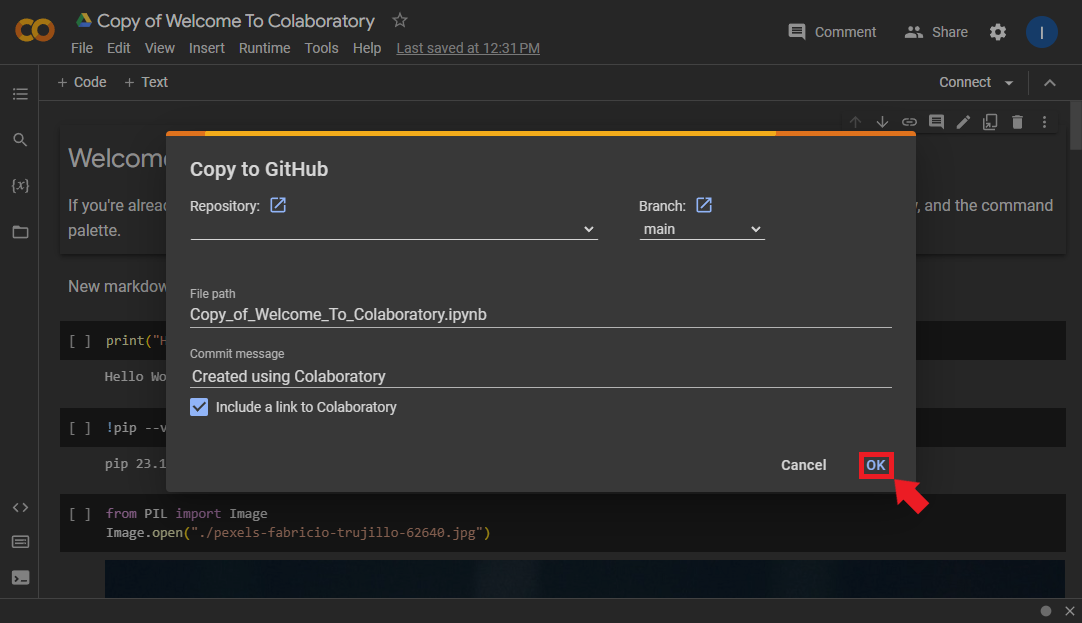 Copy of Welcome To Colaboratory
File Edit View Insert Runtime Tools Help Last saved at 12:31 PM
Comment
Share
I
+ Code + Text
Connect
Copy to GitHub
Repository:
Branch:
main
File path
Copy_of_Welcome_To_Colaboratory.ipynb
Commit message
Created using Colaboratory
Include a link to Colaboratory
Cancel
OK
Welcome
If you're alrea
, and the command
palette.
New markdow
[ ] print("H
Hello Wo
[ ] !pip --v
pip 23.1
[ ] from PIL import Image
Image.open("./pexels-fabricio-trujillo-62640.jpg")
{x}